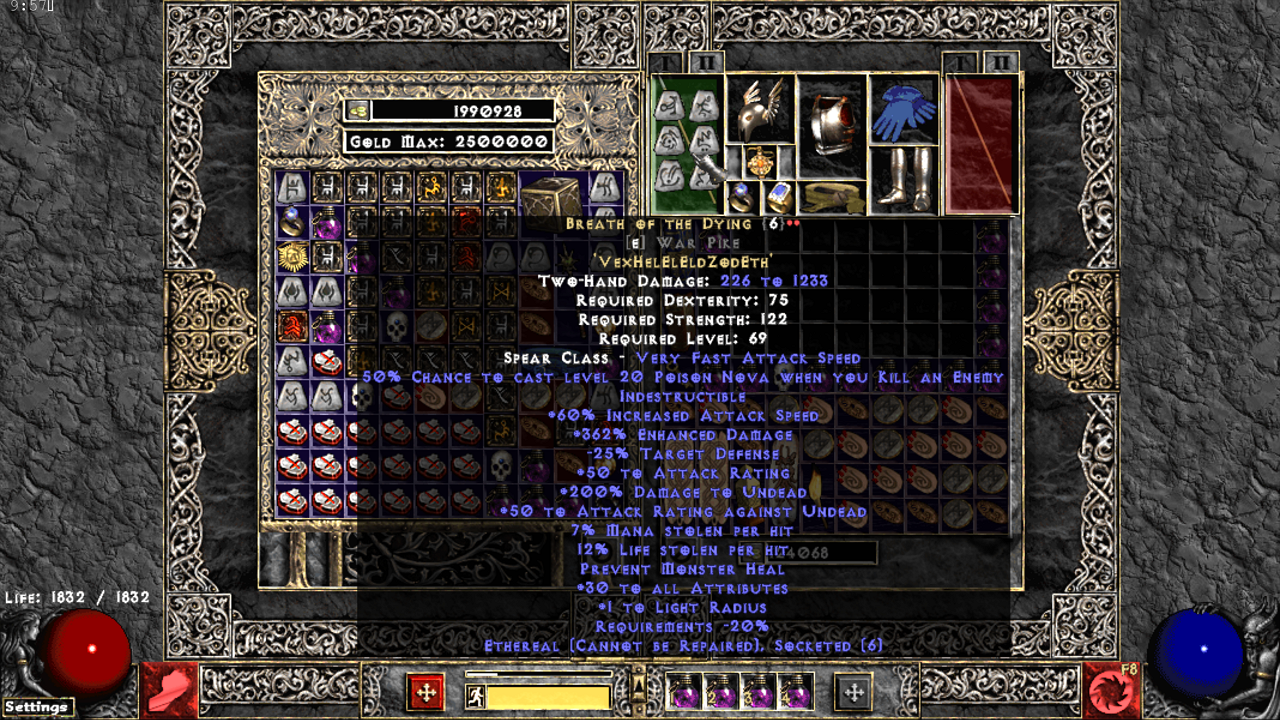 9:57
1990928
Gold Max: 2500000
I II I II
Breath of the Dying {6}
[e] War Pike
'VexHelElEldZodEth'
Two-Hand Damage: 226 to 1233
Required Dexterity: 75
Required Strength: 122
Required Level: 69
Spear Class - Very Fast Attack Speed
50% Chance to cast level 20 Poison Nova when you Kill an Enemy
Indestructible
+60% Increased Attack Speed
+362% Enhanced Damage
-25% Target Defense
+50 to Attack Rating
+200% Damage to Undead
+50 to Attack Rating against Undead
7% Mana stolen per hit
12% Life stolen per hit
4068
Prevent Monster Heal
+30 to all Attributes
+1 to Light Radius
Requirements -20%
Ethereal (Cannot be Repaired), Socketed (6)
Life: 1832 / 1832
F8
Settings